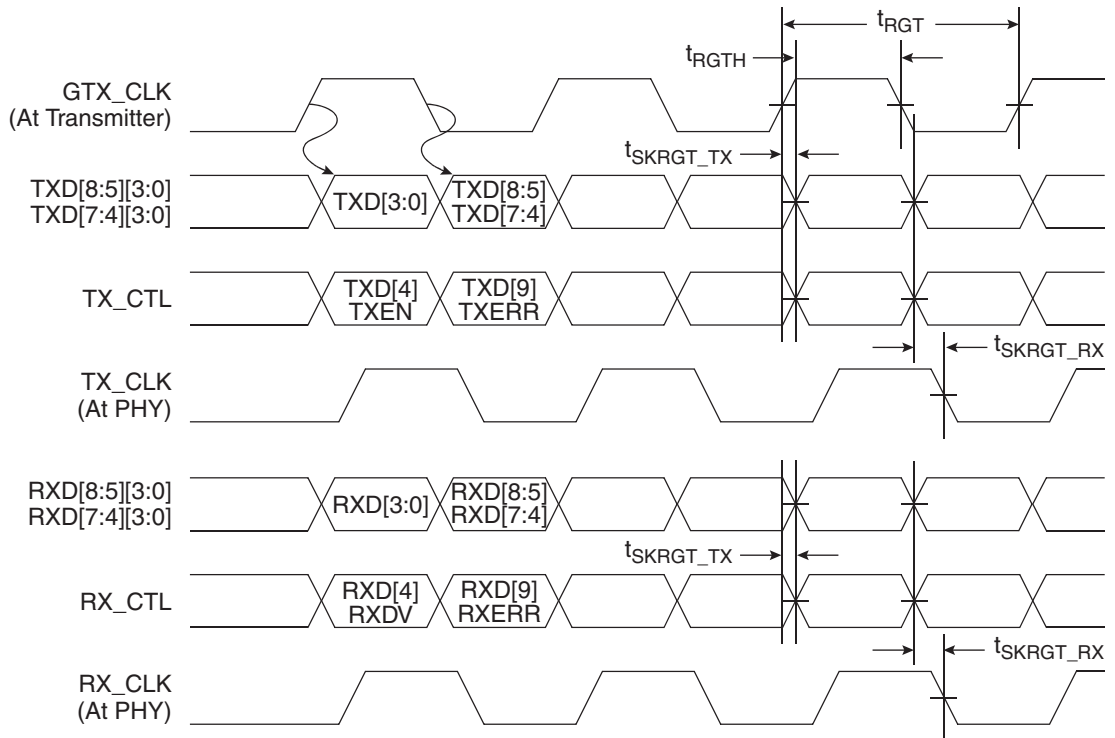 tRGT
tRGTH
GTX_CLK
(At Transmitter)
tSKRGT_TX
TXD[8:5][3:0]
TXD[7:4][3:0]
TXD[3:0]
TXD[8:5]
TXD[7:4]
TX_CTL
TXD[4]
TXEN
TXD[9]
TXERR
tSKRGT_RX
TX_CLK
(At PHY)
RXD[8:5][3:0]
RXD[7:4][3:0]
RXD[3:0]
RXD[8:5]
RXD[7:4]
tSKRGT_TX
RX_CTL
RXD[4]
RXDV
RXD[9]
RXERR
tSKRGT_RX
RX_CLK
(At PHY)